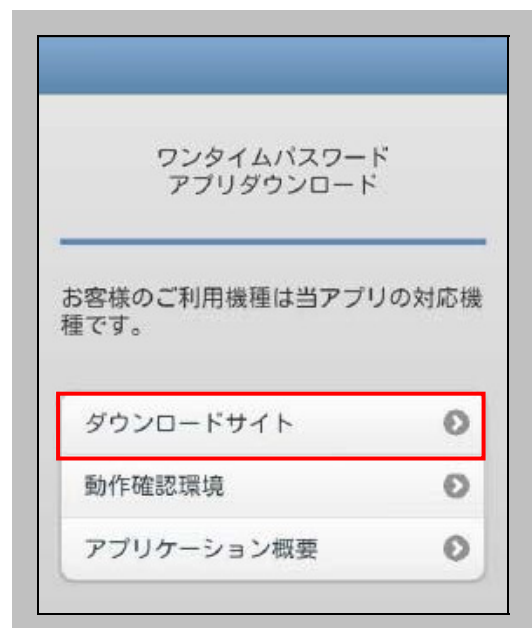 ワンタイムパスワード
アプリダウンロード
お客様のご利用機種は当アプリの対応機
種です。
ダウンロードサイト
動作確認環境
アプリケーション概要